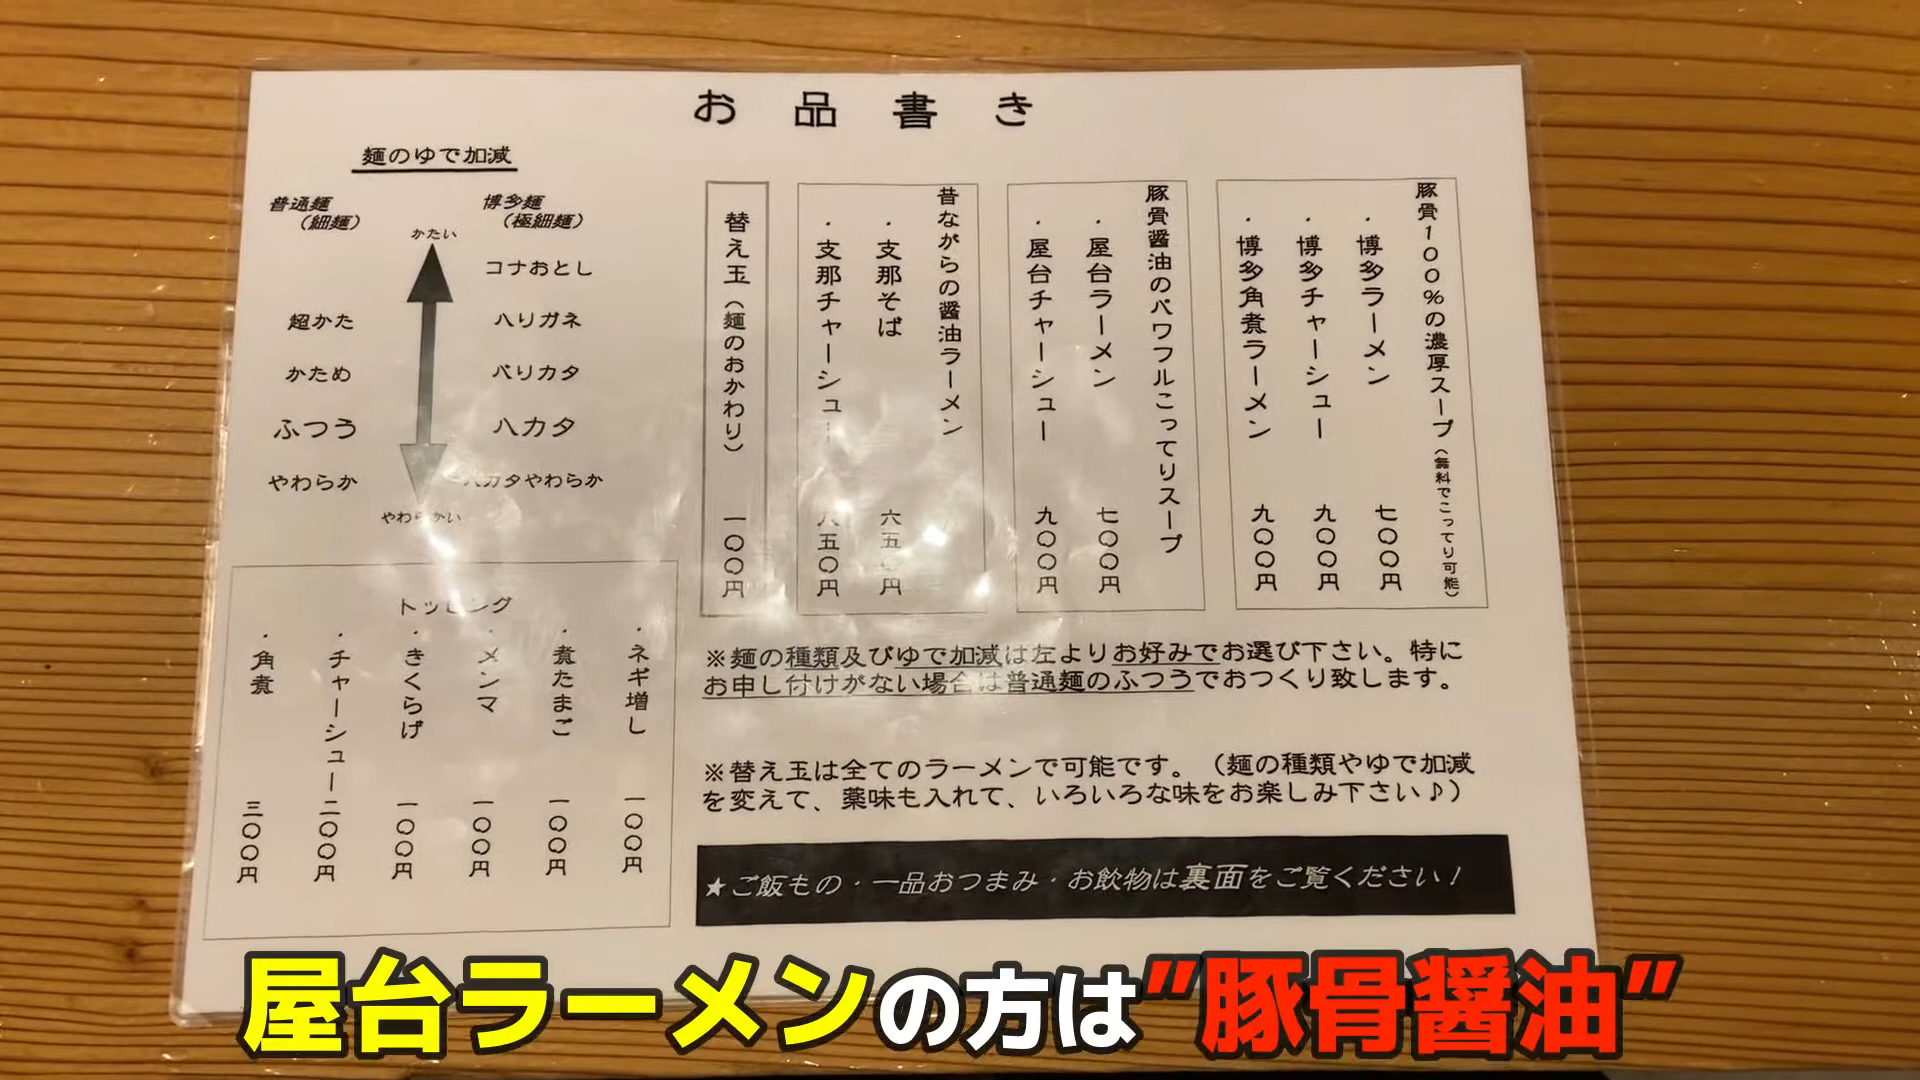 お品書き
豚骨100%の濃厚スープ（無料でこってり可能）
・博多ラーメン 七〇〇円
・博多チャーシュー 九〇〇円
・博多角煮ラーメン 九〇〇円
豚骨醤油のパワフルこってりスープ
・屋台ラーメン 七〇〇円
・屋台チャーシュー 九〇〇円
昔ながらの醤油ラーメン
・支那そば 六五〇円
・支那チャーシュー 八五〇円
替え玉（麺のおかわり） 一〇〇円
麺のゆで加減
普通麺
（細麺）
博多麺
（極細麺）
かたい
コナおとし
超かた ハリガネ
かため バリカタ
ふつう ハカタ
やわらか ハカタやわらか
やわらかい
トッピング
・ネギ増し 一〇〇円
・煮たまご 一〇〇円
・メンマ 一〇〇円
・きくらげ 一〇〇円
・チャーシュー 二〇〇円
・角煮 三〇〇円
※麺の種類及びゆで加減は左よりお好みでお選び下さい。特に
お申し付けがない場合は普通麺のふつうでおつくり致します。
※替え玉は全てのラーメンで可能です。（麺の種類やゆで加減
を変えて、薬味も入れて、いろいろな味をお楽しみ下さい♪）
★ご飯もの・一品おつまみ・お飲物は裏面をご覧ください！
屋台ラーメンの方は"豚骨醤油"